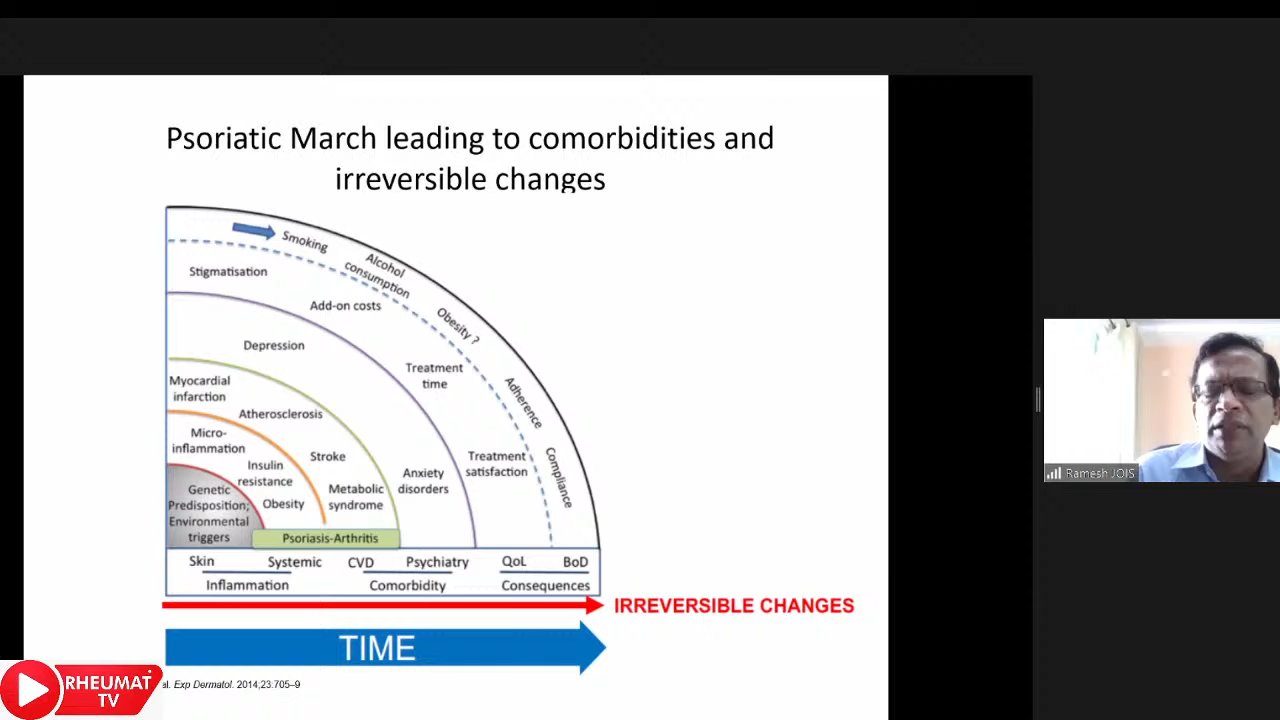 Psoriatic March leading to comorbidities and
irreversible changes
Smoking
Alcohol
consumption
Stigmatisation
Add-on costs
Obesity ?
Depression
Treatment
time
Adherence
Myocardial
infarction
Atherosclerosis
Micro-
inflammation
Stroke
Treatment
satisfaction
Compliance
Insulin
resistance
Anxiety
disorders
Metabolic
syndrome
Obesity
Genetic
Predisposition;
Environmental
triggers
Psoriasis-Arthritis
Skin Systemic CVD Psychiatry QoL BoD
Inflammation Comorbidity Consequences
IRREVERSIBLE CHANGES
TIME
al. Exp Dermatol. 2014;23:705–9
RHEUMAT
TV
Ramesh JOIS